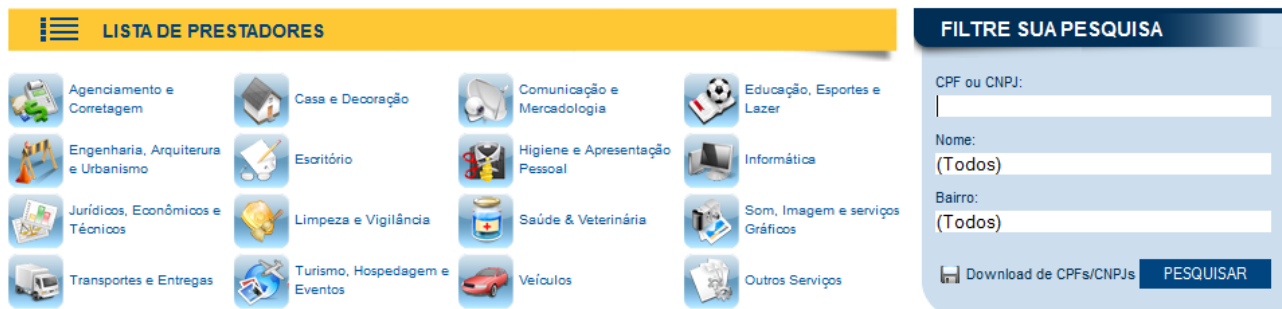 LISTA DE PRESTADORES
Agenciamento e
Corretagem
Casa e Decoração
Comunicação e
Mercadologia
Educação, Esportes e
Lazer
Engenharia, Arquiterura
e Urbanismo
Escritório
Higiene e Apresentação
Pessoal
Informática
Jurídicos, Econômicos e
Técnicos
Limpeza e Vigilância
Saúde & Veterinária
Som, Imagem e serviços
Gráficos
Transportes e Entregas
Turismo, Hospedagem e
Eventos
Veículos
Outros Serviços
FILTRE SUA PESQUISA
CPF ou CNPJ:
Nome:
(Todos)
Bairro:
(Todos)
Download de CPFs/CNPJs
PESQUISAR